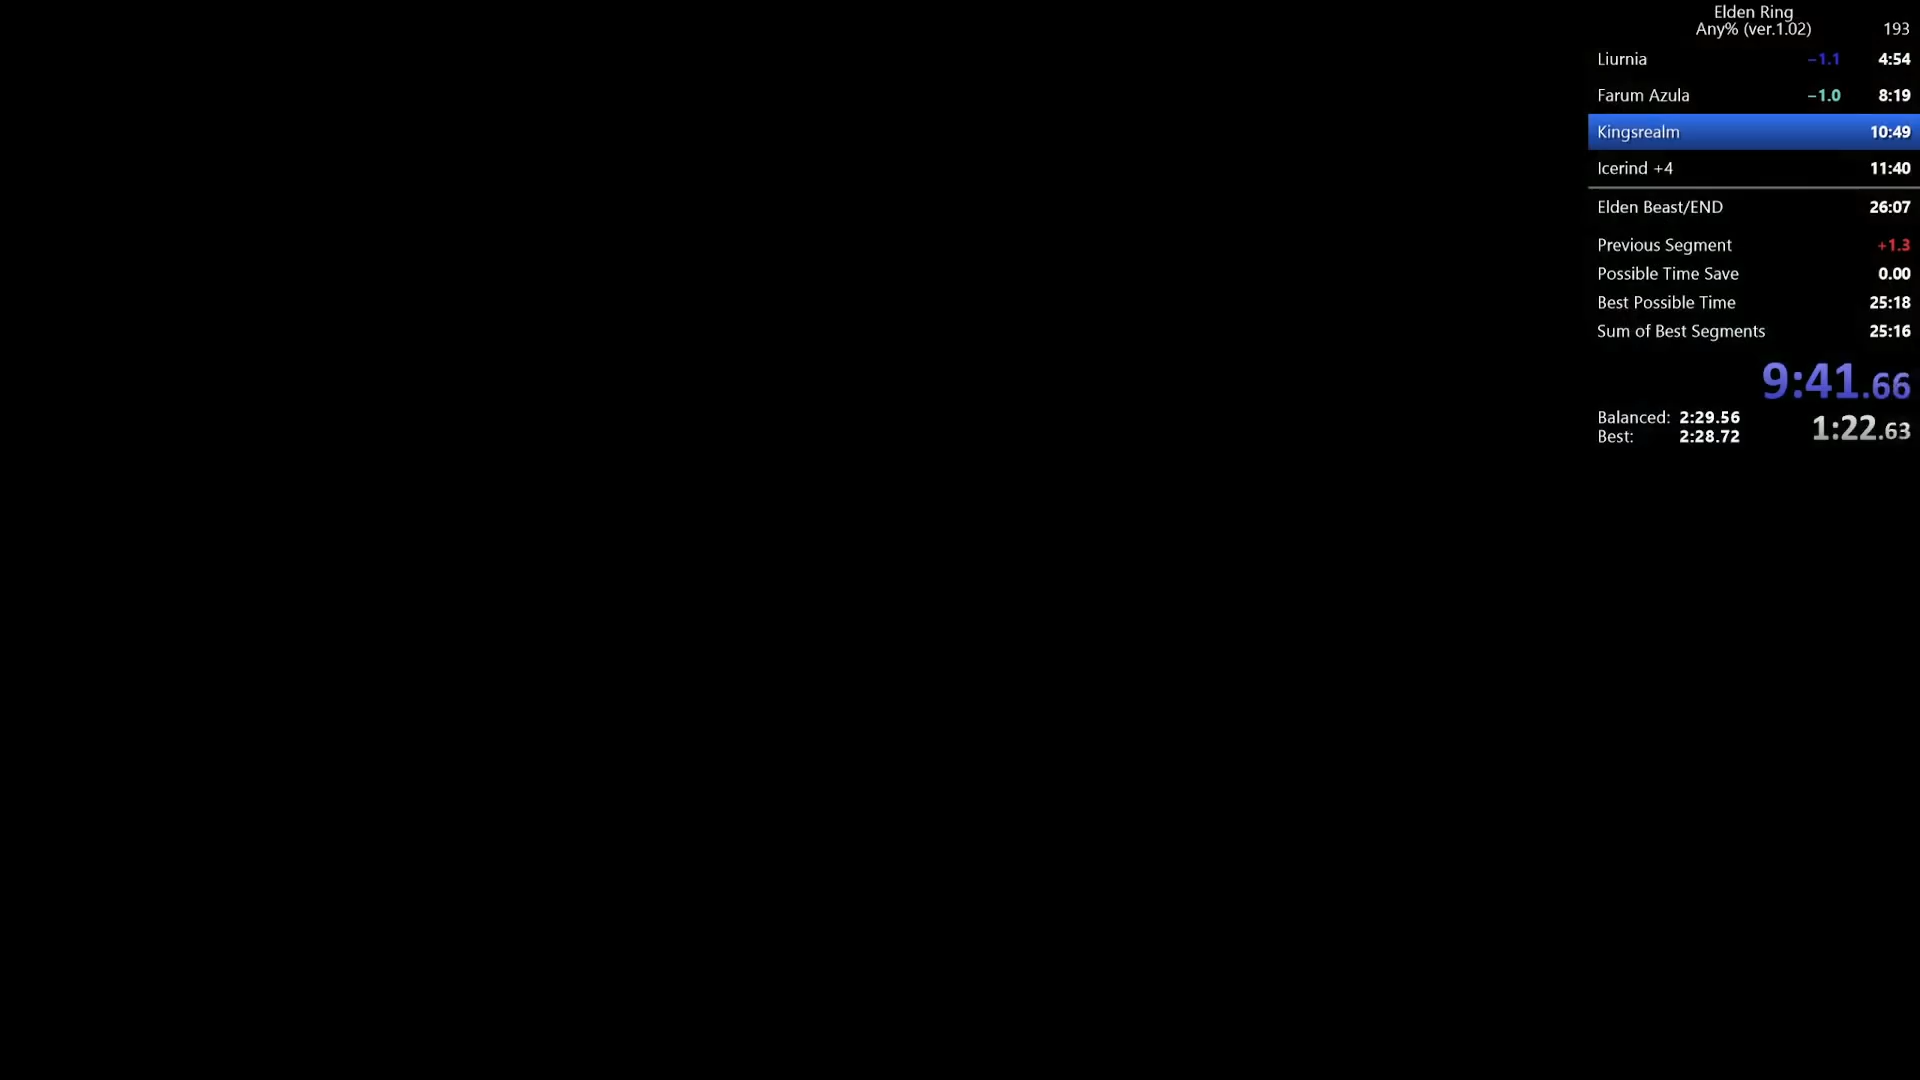 Elden Ring
Any% (ver.1.02) 193
Liurnia −1.1 4:54
Farum Azula −1.0 8:19
Kingsrealm 10:49
Icerind +4 11:40
Elden Beast/END 26:07
Previous Segment +1.3
Possible Time Save 0.00
Best Possible Time 25:18
Sum of Best Segments 25:16
9:41.66
Balanced: 2:29.56
Best: 2:28.72
1:22.63